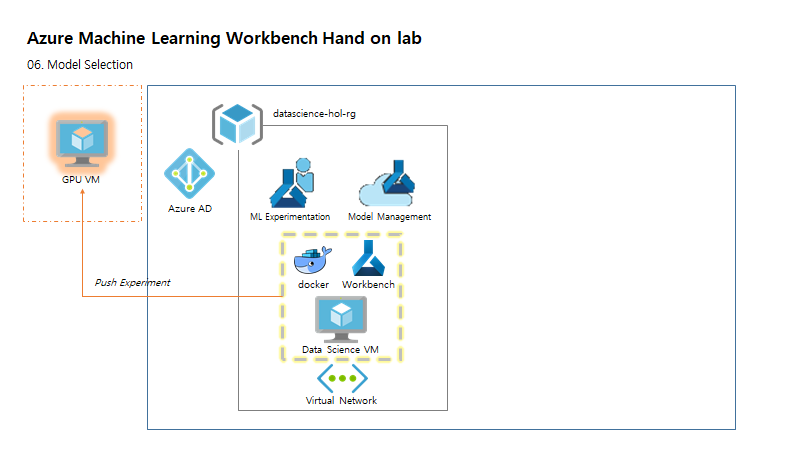 Azure Machine Learning Workbench Hand on lab
06. Model Selection
datascience-hol-rg
GPU VM
Azure AD
ML Experimentation
Model Management
Push Experiment
docker
Workbench
Data Science VM
Virtual Network